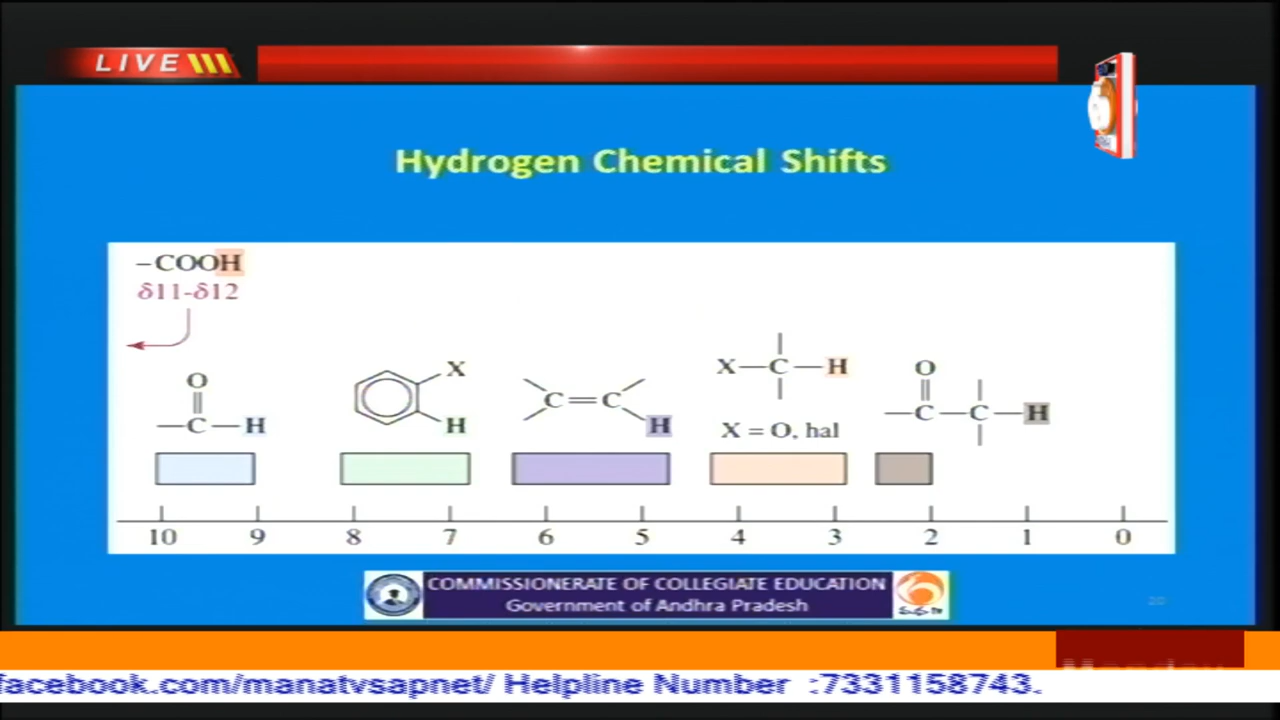 LIVE
Hydrogen Chemical Shifts
–COOH
δ11-δ12
O
—C—H
X
H
C=C
H
X—C—H
X = O, hal
O
—C—C—H
10 9 8 7 6 5 4 3 2 1 0
COMMISSIONERATE OF COLLEGIATE EDUCATION
Government of Andhra Pradesh
20
facebook.com/manatvsapnet/ Helpline Number :7331158743.